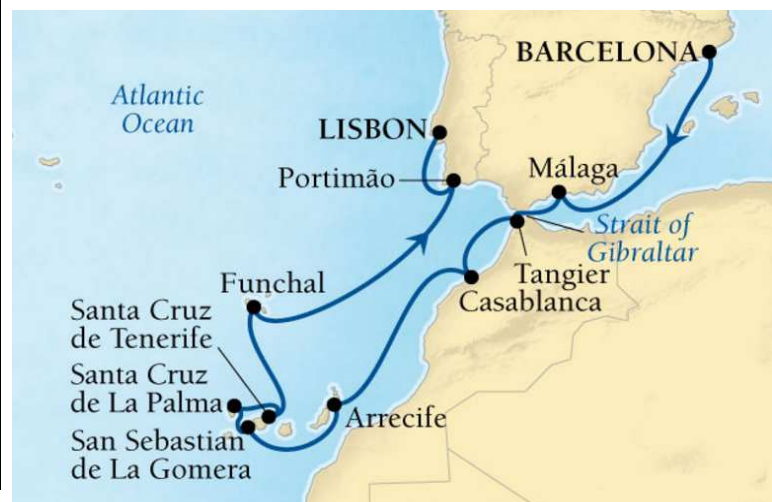 BARCELONA
Atlantic
Ocean
LISBON
Portimão
Málaga
Strait of
Gibraltar
Tangier
Casablanca
Funchal
Santa Cruz
de Tenerife
Santa Cruz
de La Palma
Arrecife
San Sebastian
de La Gomera